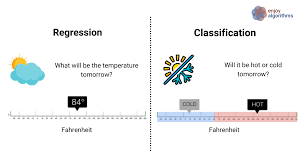 enjoy
algorithms
Regression
Classification
What will be the temperature
tomorrow?
Will it be hot or cold
tomorrow?
84°
COLD
HOT
Fahrenheit
Fahrenheit